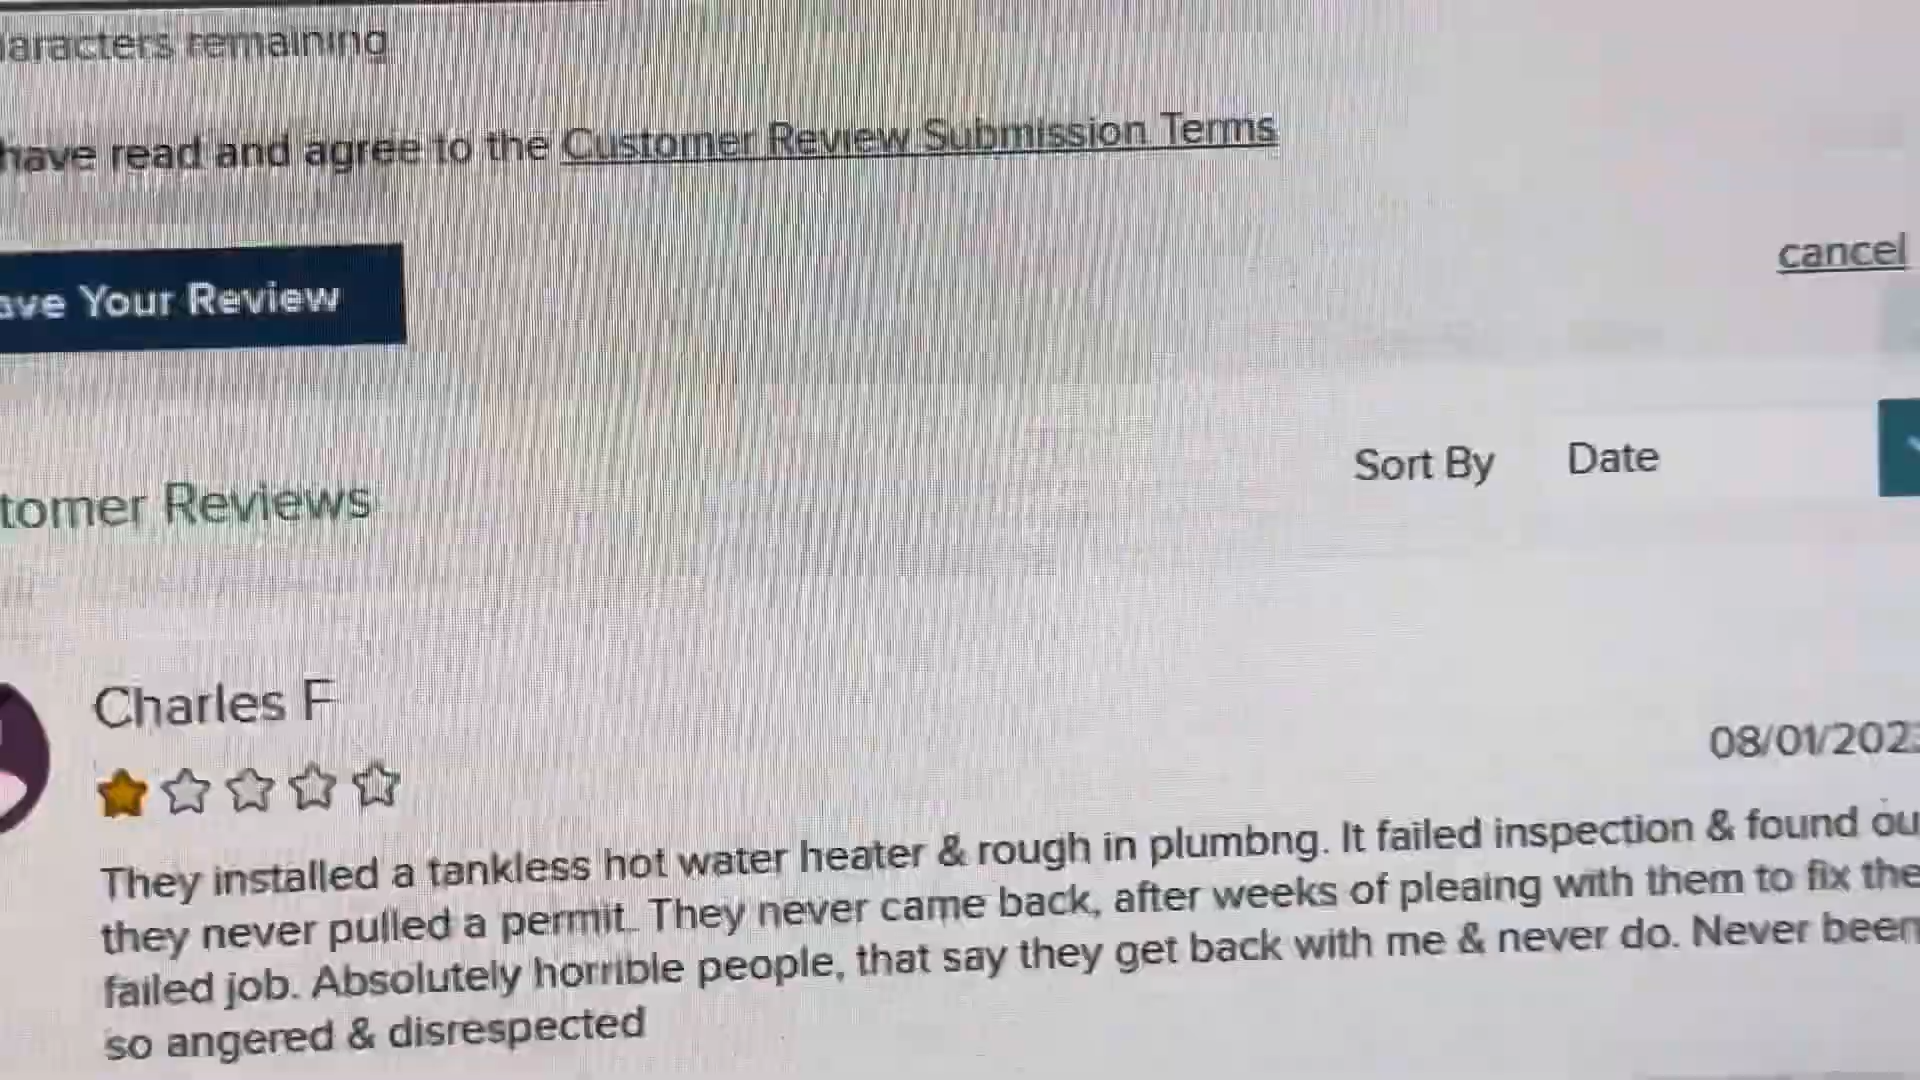 aracters remaining
have read and agree to the Customer Review Submission Terms
ave Your Review
cancel
Sort By Date
tomer Reviews
Charles F
08/01/202
They installed a tankless hot water heater & rough in plumbng. It failed inspection & found ou
they never pulled a permit. They never came back, after weeks of pleaing with them to fix the
failed job. Absolutely horrible people, that say they get back with me & never do. Never been
so angered & disrespected